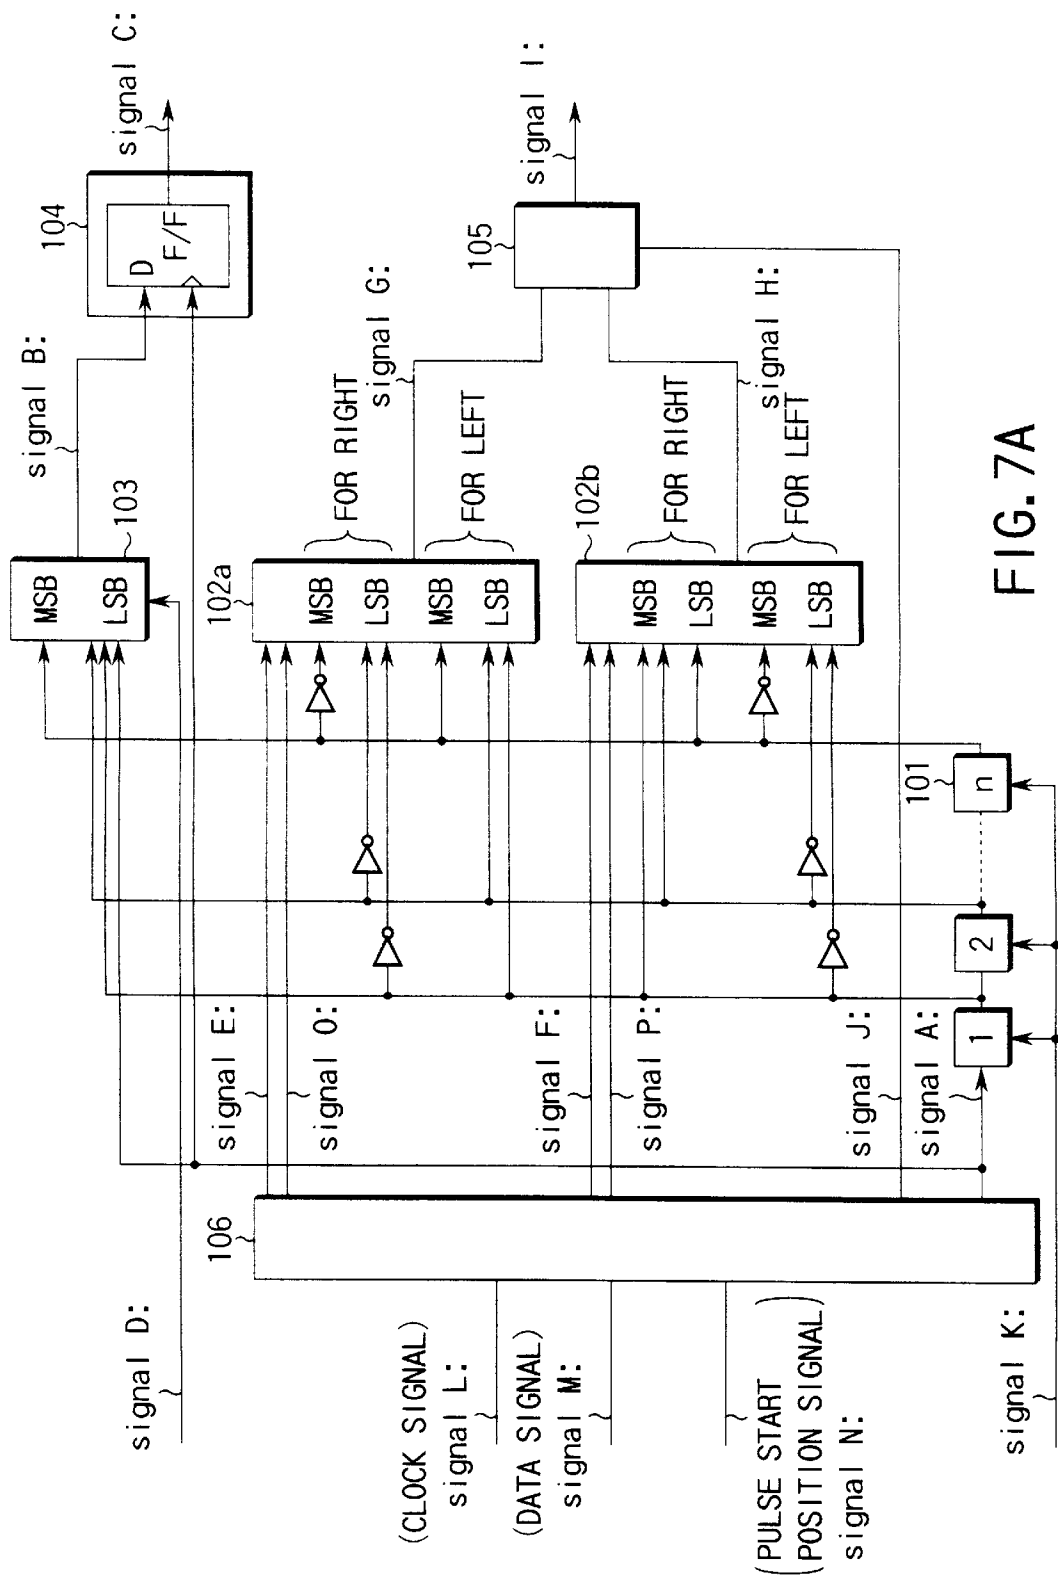 signal C:
104
D
F/F
signal B:
103
MSB
LSB
signal D:
signal I:
105
signal G:
signal H:
102a
MSB
LSB
MSB
LSB
FOR RIGHT
FOR LEFT
102b
MSB
LSB
MSB
LSB
FOR RIGHT
FOR LEFT
signal E:
signal O:
signal F:
signal P:
signal J:
signal A:
106
(CLOCK SIGNAL)
signal L:
(DATA SIGNAL)
signal M:
(PULSE START
POSITION SIGNAL)
signal N:
101
1
2
n
signal K:
FIG. 7A